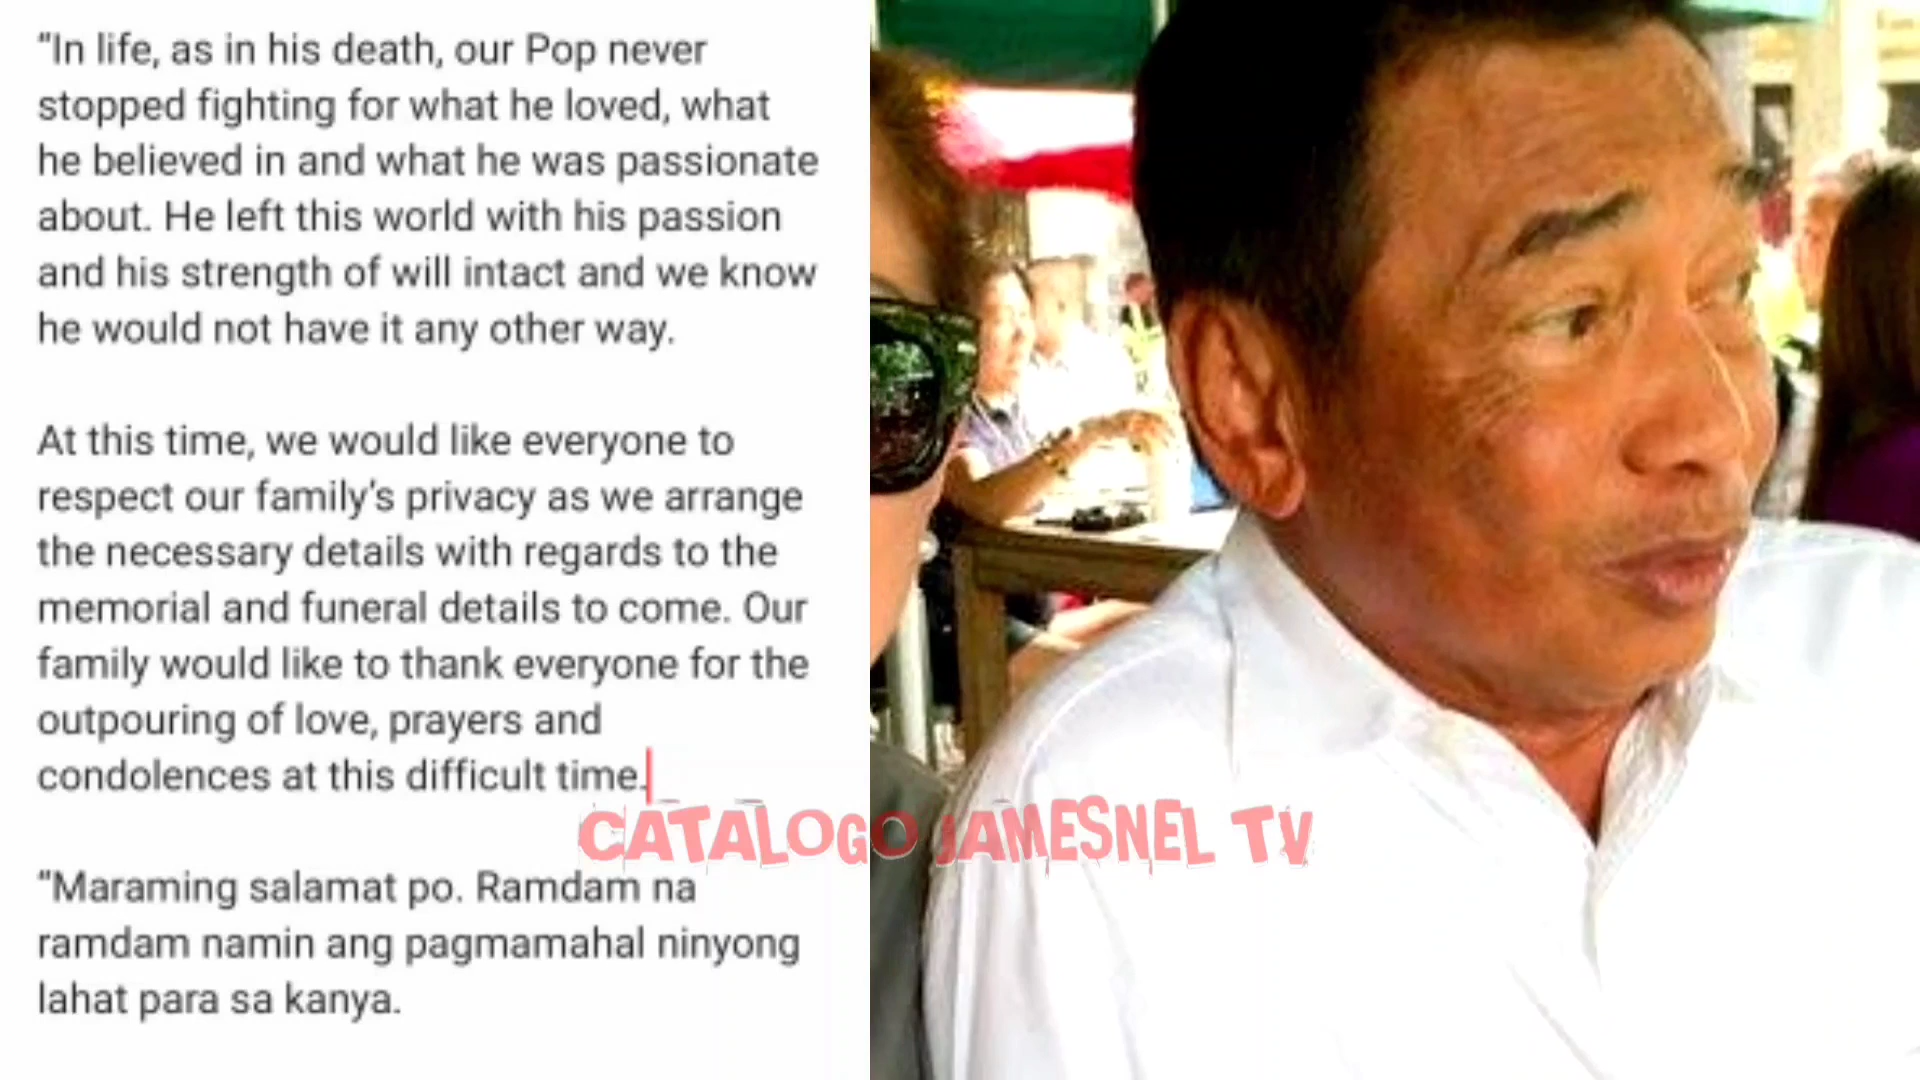 “In life, as in his death, our Pop never
stopped fighting for what he loved, what
he believed in and what he was passionate
about. He left this world with his passion
and his strength of will intact and we know
he would not have it any other way.
At this time, we would like everyone to
respect our family’s privacy as we arrange
the necessary details with regards to the
memorial and funeral details to come. Our
family would like to thank everyone for the
outpouring of love, prayers and
condolences at this difficult time.
CATALOGO JAMESNEL TV
“Maraming salamat po. Ramdam na
ramdam namin ang pagmamahal ninyong
lahat para sa kanya.